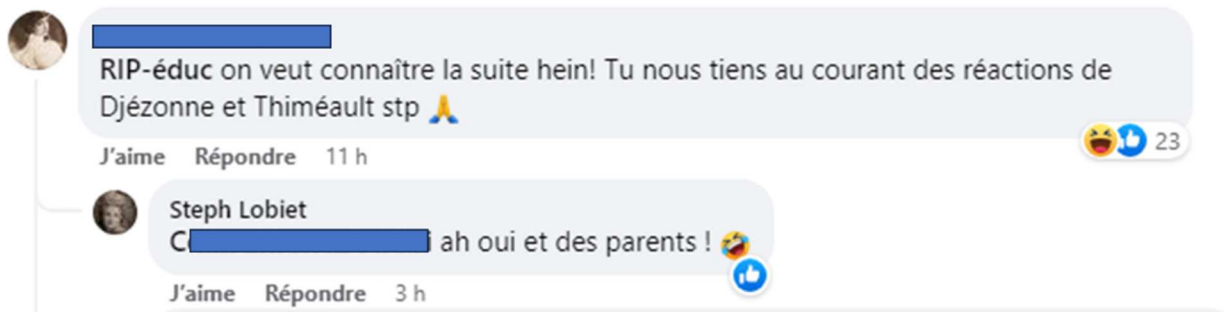 RIP-éduc on veut connaître la suite hein! Tu nous tiens au courant des réactions de
Djézonne et Thiméault stp
J'aime Répondre 11 h
23
Steph Lobiet
ah oui et des parents !
J'aime Répondre 3 h